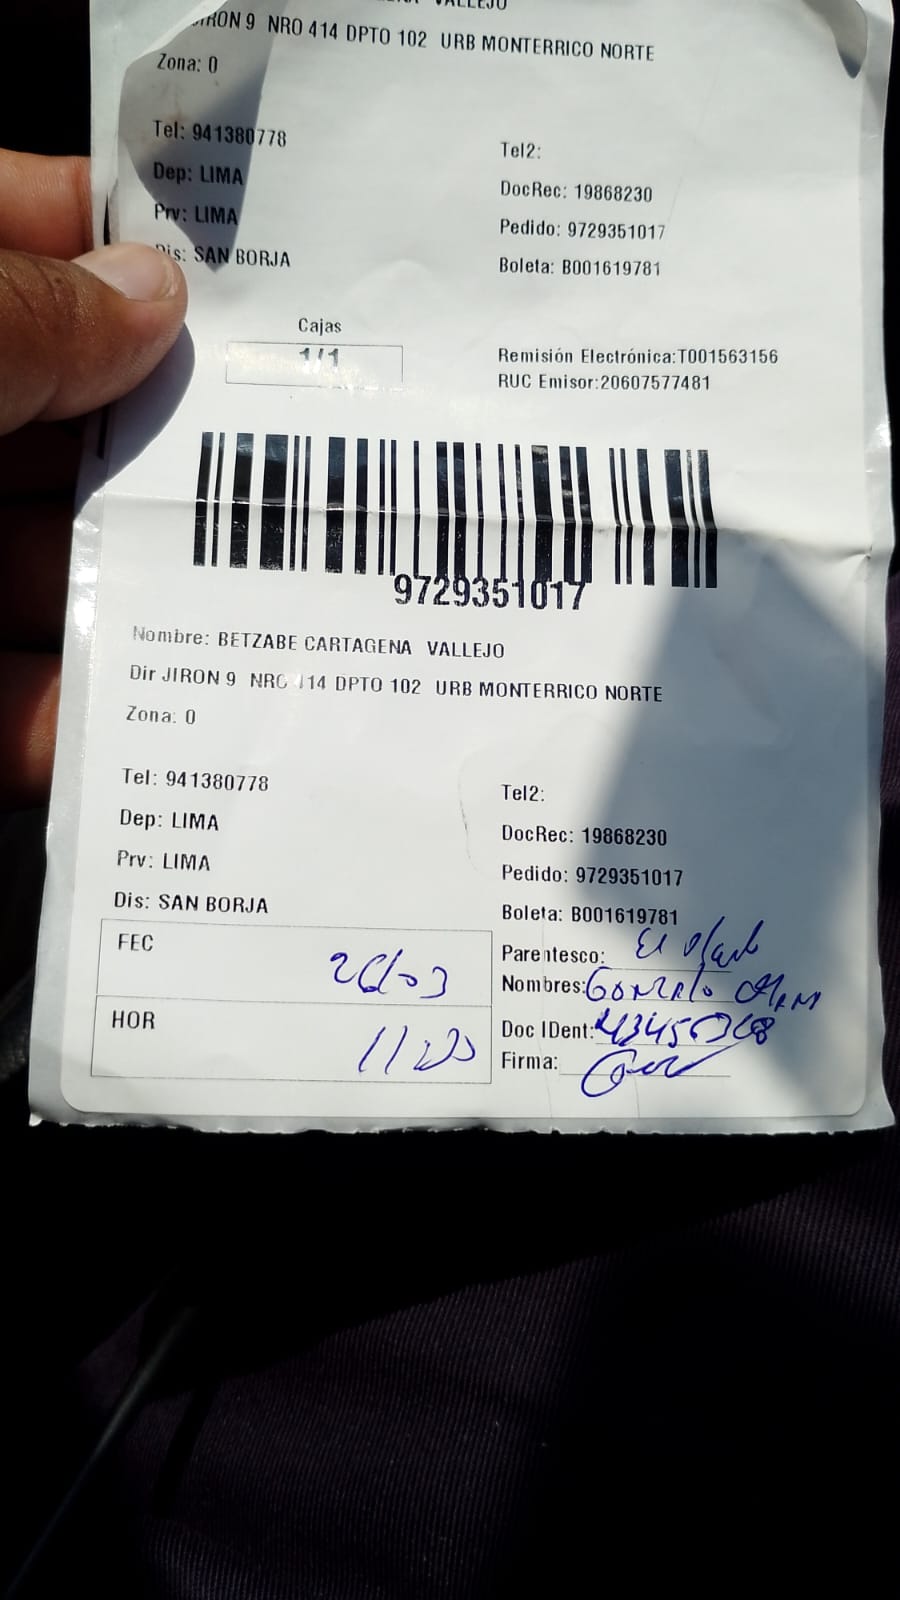 VALLEJO
JIRON 9 NRO 414 DPTO 102 URB MONTERRICO NORTE
Zona: 0
Tel: 941380778
Tel2:
Dep: LIMA
DocRec: 19868230
Prv: LIMA
Pedido: 9729351017
Dis: SAN BORJA
Boleta: B001619781
Cajas
1/1
Remisión Electrónica:T001563156
RUC Emisor:20607577481
9729351017
Nombre: BETZABE CARTAGENA VALLEJO
Dir JIRON 9 NRO 414 DPTO 102 URB MONTERRICO NORTE
Zona: 0
Tel: 941380778
Tel2:
Dep: LIMA
DocRec: 19868230
Prv: LIMA
Pedido: 9729351017
Dis: SAN BORJA
Boleta: B001619781
FEC 26/03
Parentesco:
Nombres: GONZALO
HOR
Doc IDent:
Firma: